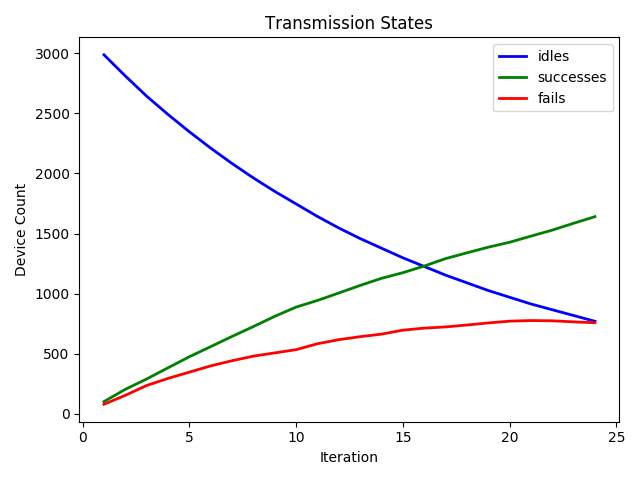 Transmission States
idles
successes
fails
Device Count
3000
2500
2000
1500
1000
500
0
0 5 10 15 20 25
Iteration